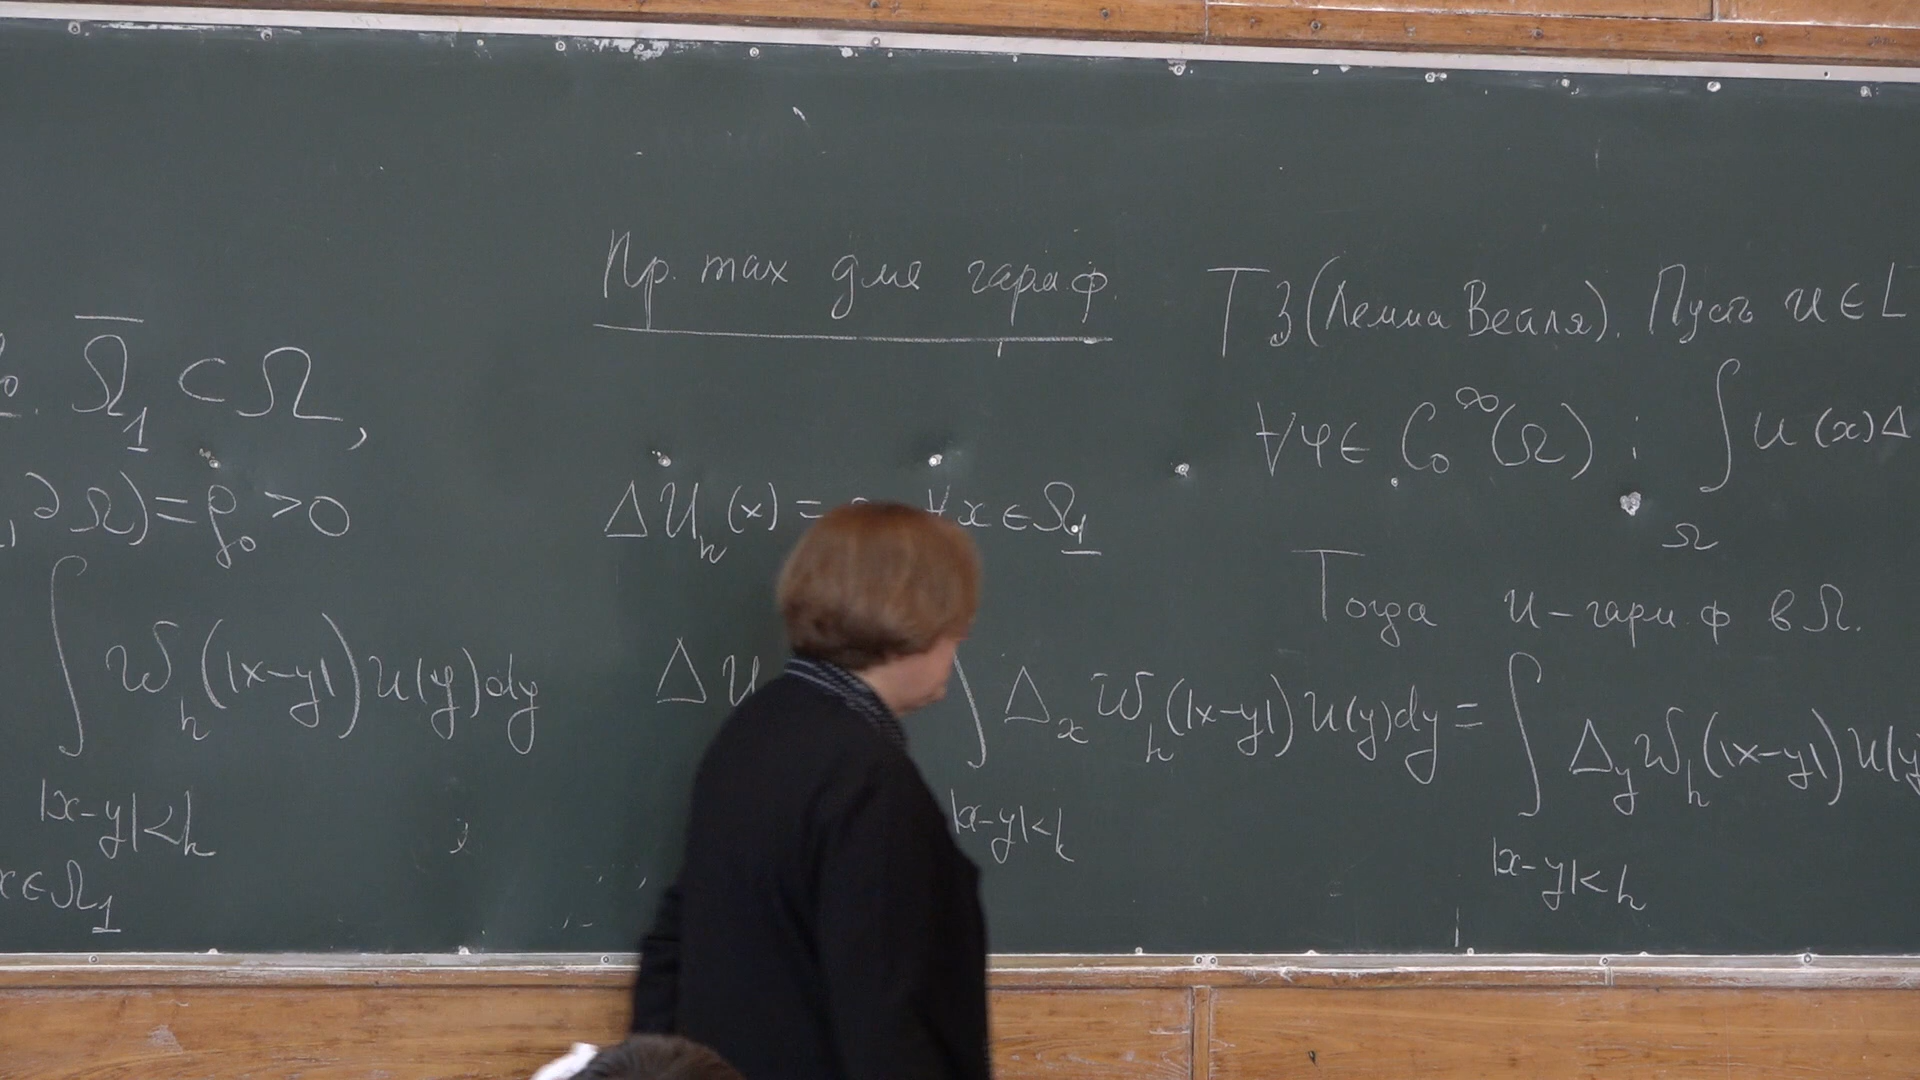 Ω̅₁ ⊂ Ω,
, ∂Ω) = ρ₀ > 0
∫ ω_h(|x-y|) u(y) dy
|x-y|<h
x ∈ Ω₁
Пр. max для гарм. ф.
Δu_h(x) = ∀x ∈ Ω₁
Δu ∫ Δ_x ω_h(|x-y|) u(y) dy = ∫ Δ_y ω_h(|x-y|) u(y
|x-y|<h |x-y|<h
Т3 (Лемма Вейля). Пусть u ∈ L
∀φ ∈ C₀^∞(Ω) : ∫ u(x) Δ
Ω
Тогда u - гарм. ф в Ω.